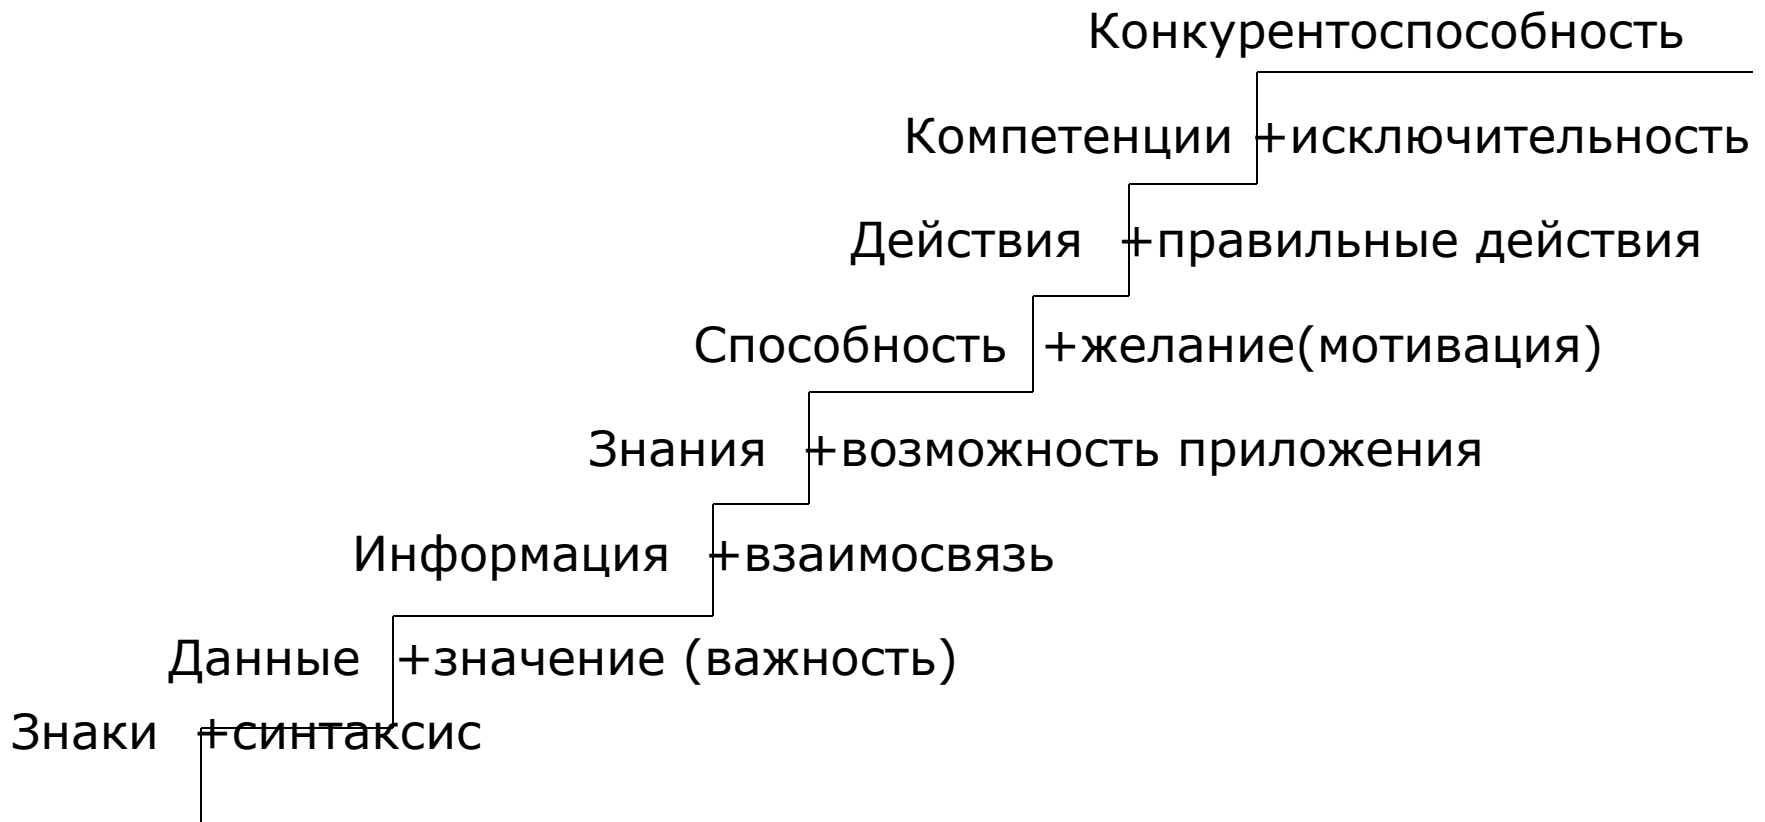 Конкурентоспособность
Компетенции +исключительность
Действия +правильные действия
Способность +желание(мотивация)
Знания +возможность приложения
Информация +взаимосвязь
Данные +значение (важность)
Знаки +синтаксис